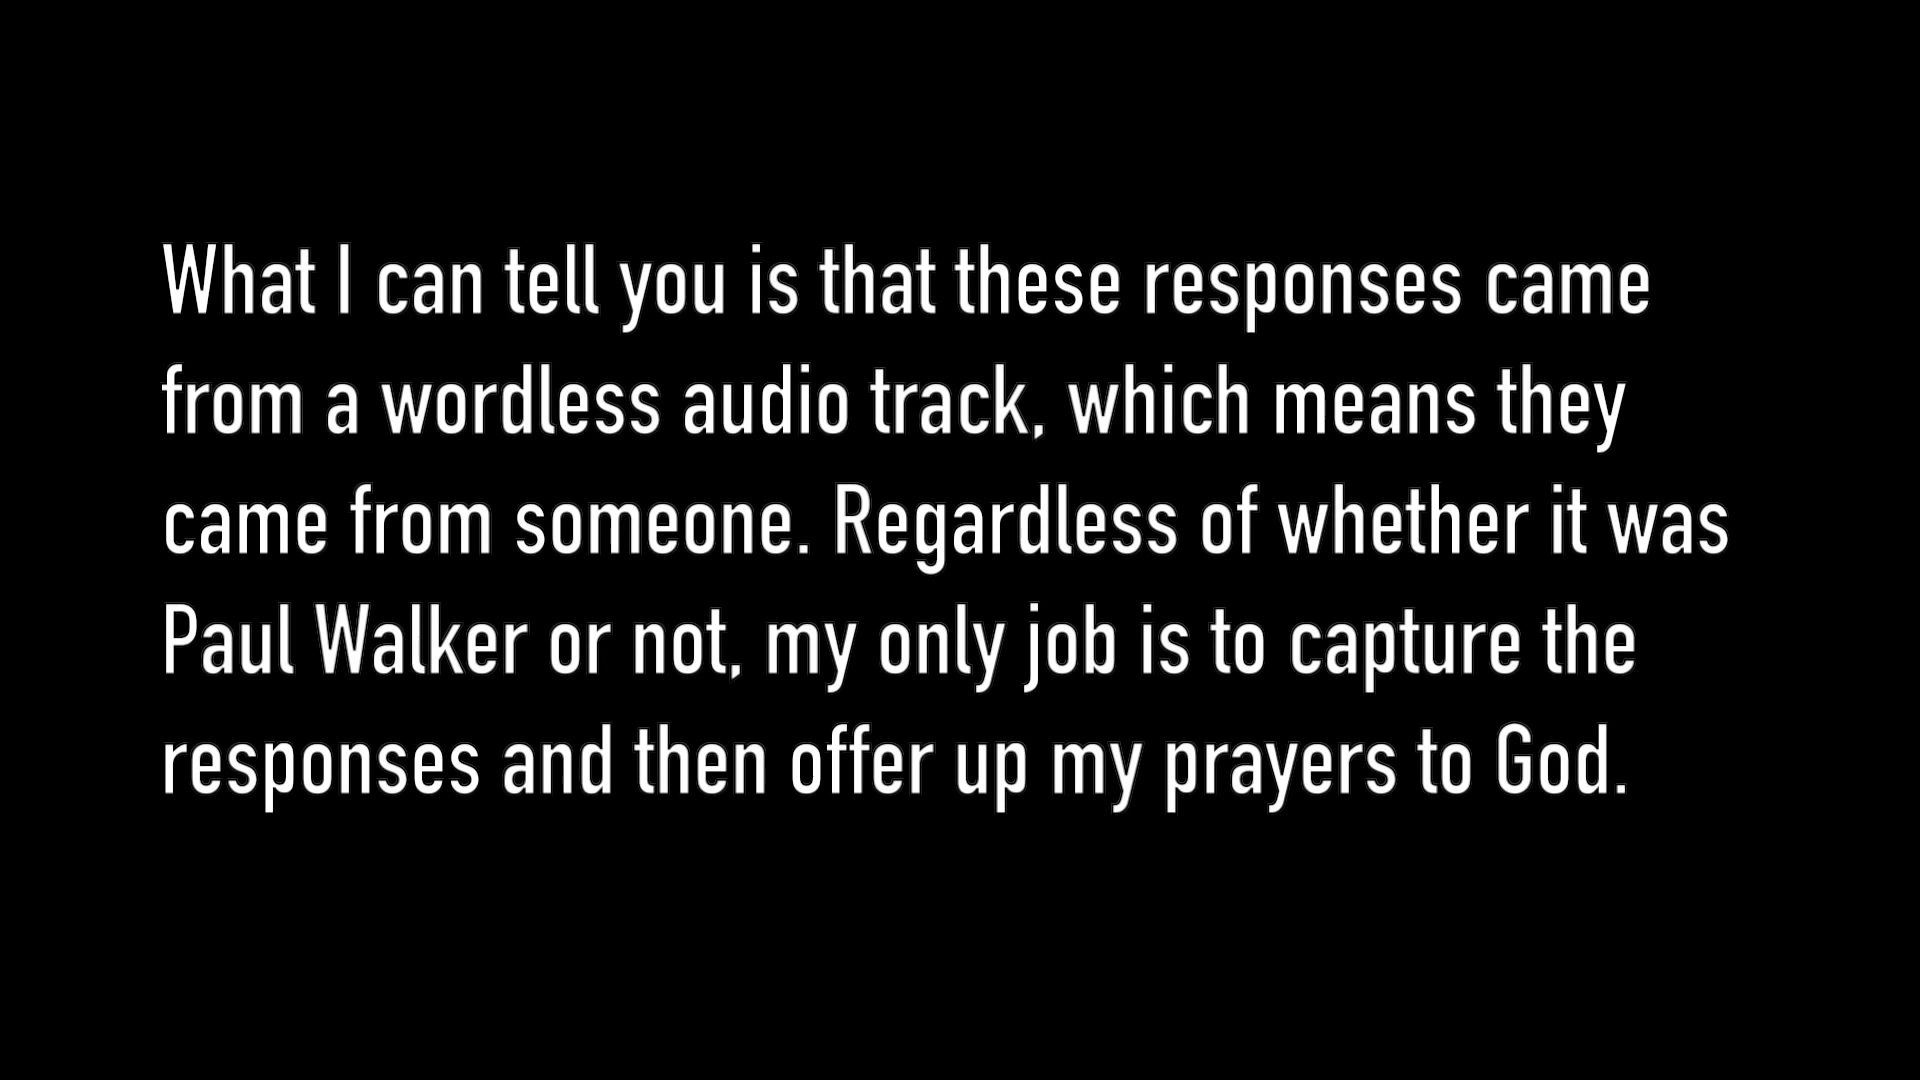 What I can tell you is that these responses came
from a wordless audio track, which means they
came from someone. Regardless of whether it was
Paul Walker or not, my only job is to capture the
responses and then offer up my prayers to God.